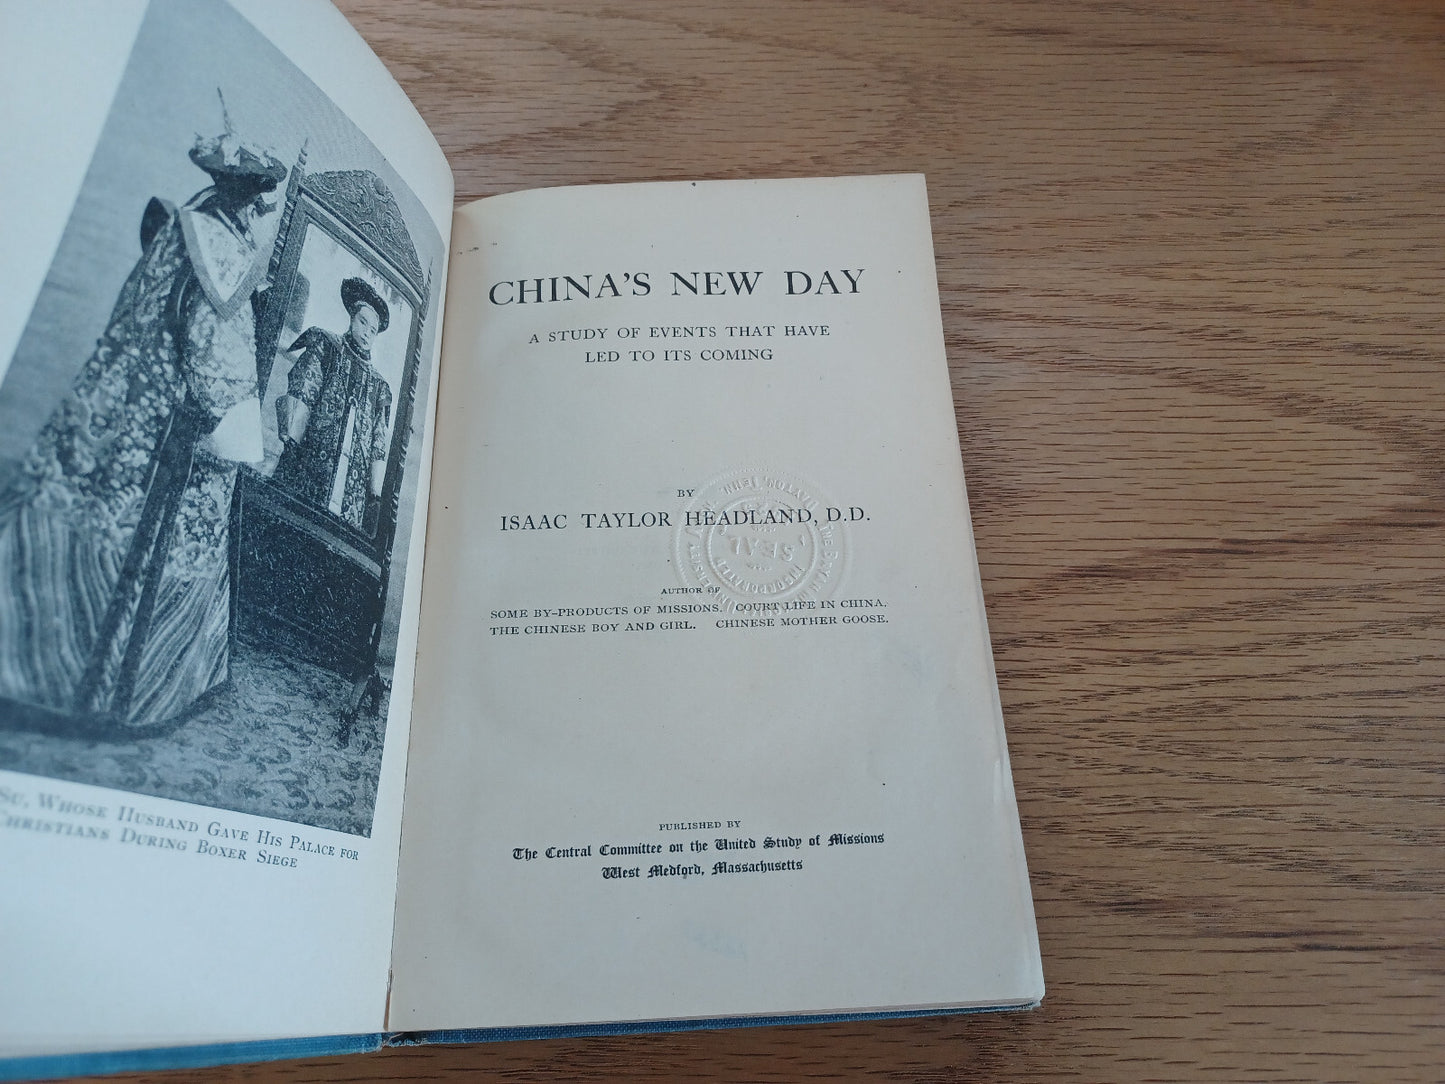 Su, Whose Husband Gave His Palace for
Christians During Boxer Siege
CHINA'S NEW DAY
A STUDY OF EVENTS THAT HAVE
LED TO ITS COMING
BY
ISAAC TAYLOR HEADLAND, D.D.
AUTHOR OF
SOME BY-PRODUCTS OF MISSIONS. COURT LIFE IN CHINA.
THE CHINESE BOY AND GIRL. CHINESE MOTHER GOOSE.
SEAL
INCORPORATED
PUBLISHED BY
The Central Committee on the United Study of Missions
West Medford, Massachusetts